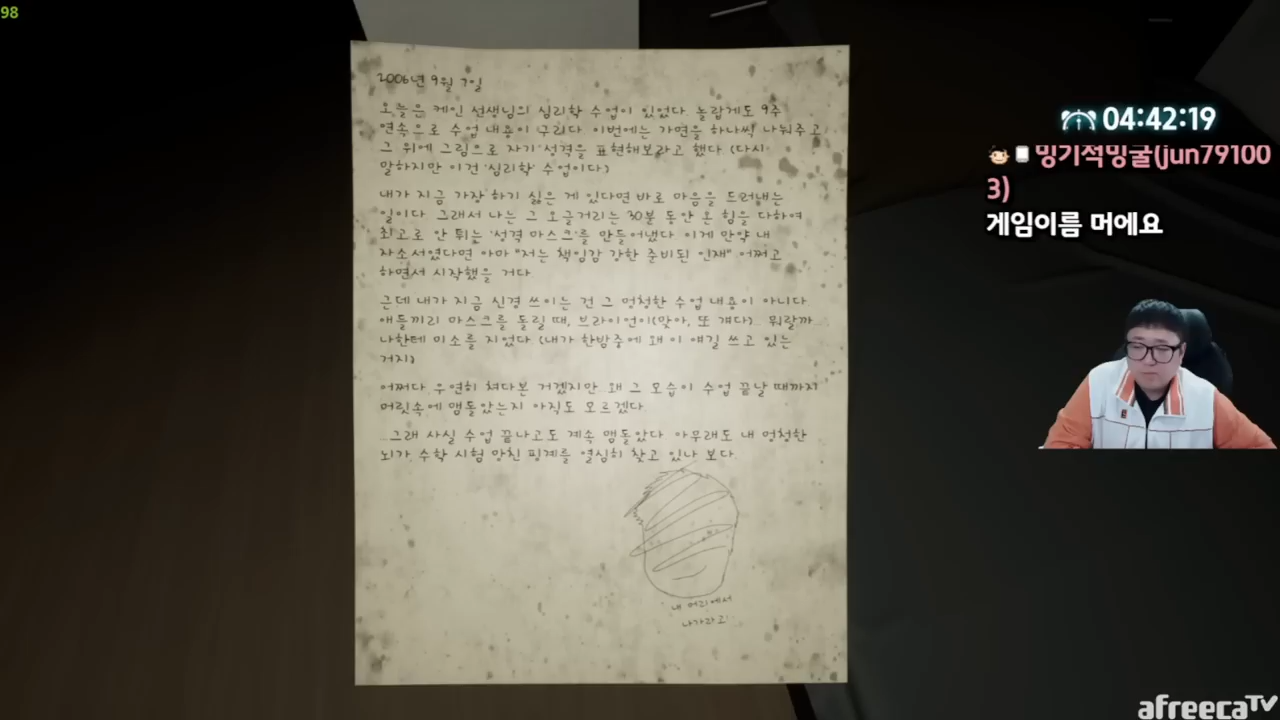 98
2006년 9월 7일
오늘은 케인 선생님의 심리학 수업이 있었다. 놀랍게도 9주
연속으로 수업 내용이 구리다. 이번에는 가면을 하나씩 나눠주고
그 위에 그림으로 자기 성격을 표현해보라고 했다. (다시
말하지만 이건 '심리학' 수업이다)
내가 지금 가장 하기 싫은 게 있다면 바로 마음을 드러내는
일이다. 그래서 나는 그 오글거리는 30분 동안 온 힘을 다하여
최고로 안 튀는 '성격 마스크'를 만들어냈다. 이게 만약 내
자소서였다면 아마 "저는 책임감 강한 준비된 인재" 어쩌고
하면서 시작했을 거다.
근데 내가 지금 신경 쓰이는 건 그 멍청한 수업 내용이 아니다.
애들끼리 마스크를 돌릴 때, 브라이언이(맞아, 또 걔다). 뭐랄까
나한테 미소를 지었다. (내가 한밤중에 왜 이 얘길 쓰고 있는
거지)
어쩌다 우연히 쳐다본 거겠지만 왜 그 모습이 수업 끝날 때까지
머릿속에 맴돌았는지 아직도 모르겠다.
...그래 사실 수업 끝나고도 계속 맴돌았다. 아무래도 내 멍청한
뇌가 수학 시험 망친 핑계를 열심히 찾고 있나 보다.
내 머리에서
나가라고!
04:42:19
밍기적밍굴(jun79100
3)
게임이름 머에요
afreecaTV